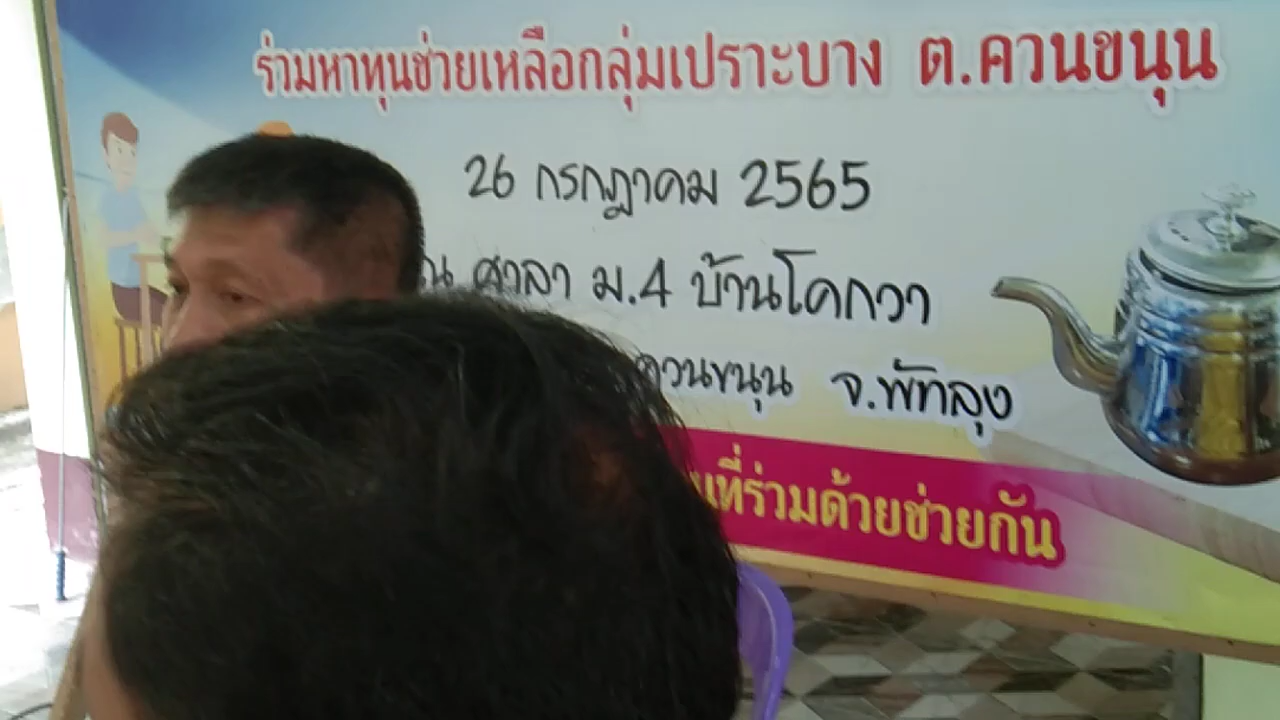 ร่วมหาทุนช่วยเหลือกลุ่มเปราะบาง ต.ควนขนุน
26 กรกฎาคม 2565
ณ ศาลา ม.4 บ้านโคกวา
ควนขนุน จ.พัทลุง
ที่ร่วมด้วยช่วยกัน